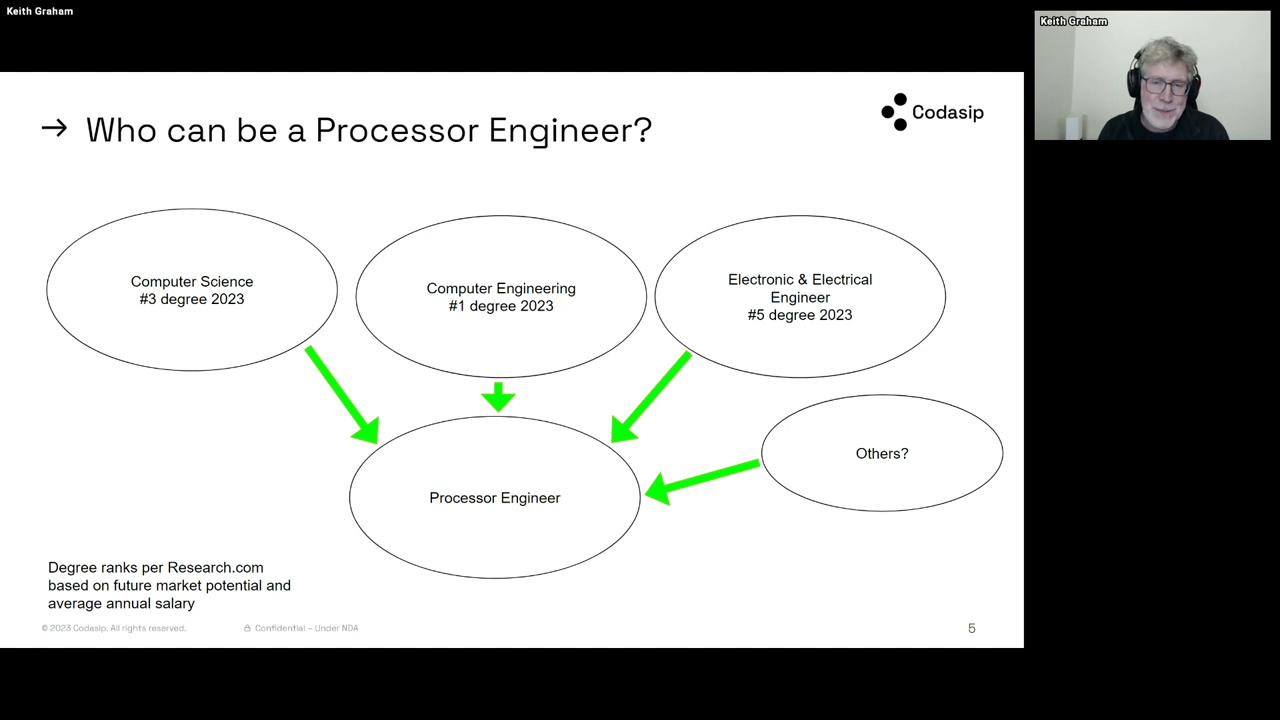 Keith Graham
Keith Graham
→ Who can be a Processor Engineer?
Codasip
Computer Science
#3 degree 2023
Computer Engineering
#1 degree 2023
Electronic & Electrical
Engineer
#5 degree 2023
Others?
Processor Engineer
Degree ranks per Research.com
based on future market potential and
average annual salary
© 2023 Codasip. All rights reserved.
Confidential – Under NDA
5